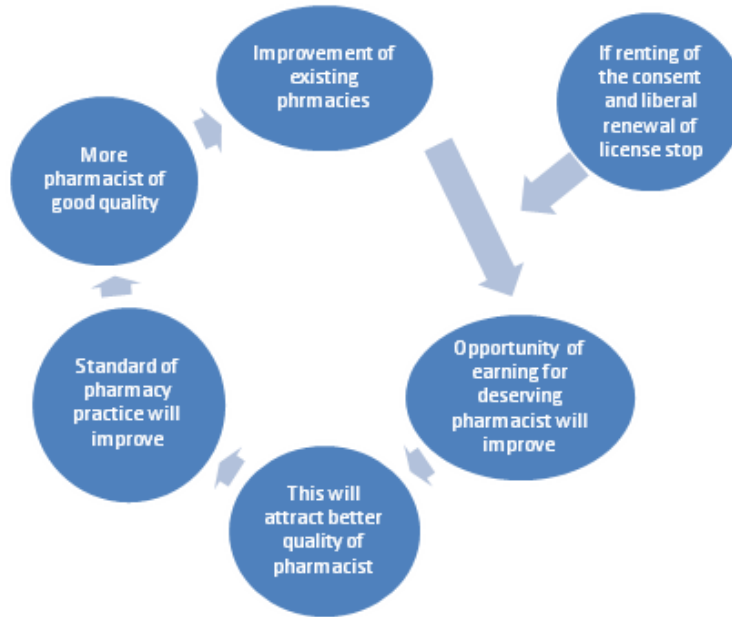 Improvement of
existing
phrmacies
If renting of
the consent
and liberal
renewal of
license stop
More
pharmacist of
good quality
Standard of
pharmacy
practice will
improve
Opportunity of
earning for
deserving
pharmacist will
improve
This will
attract better
quality of
pharmacist